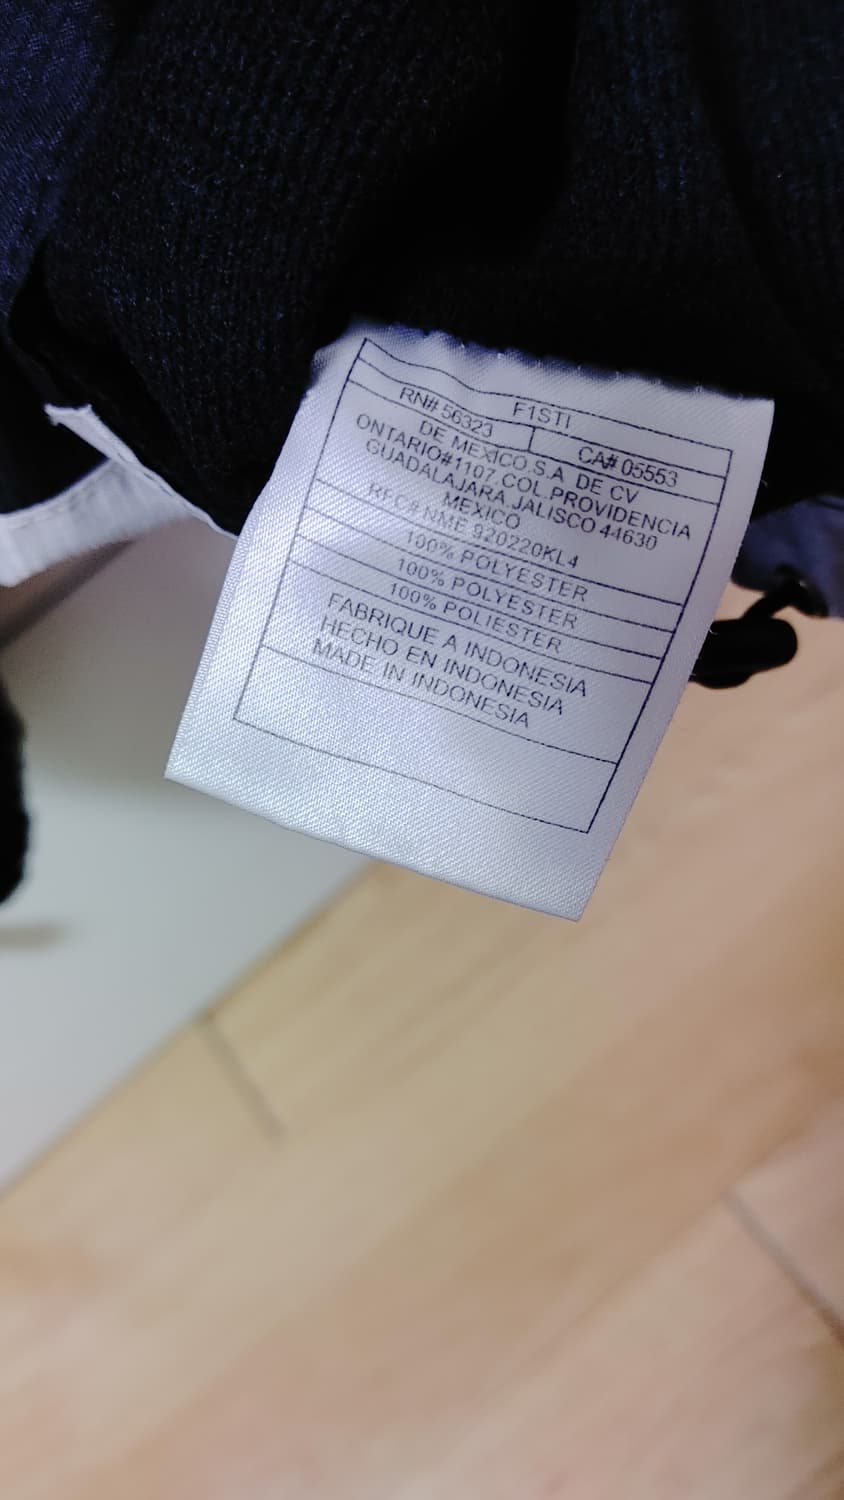 F1STI
RN# 56323 CA# 05553
DE MEXICO.S.A. DE CV
ONTARIO#1107, COL.PROVIDENCIA
GUADALAJARA, JALISCO 44630
MEXICO
RFC# NME 920220KL4
100% POLYESTER
100% POLYESTER
100% POLIESTER
FABRIQUE A INDONESIA
HECHO EN INDONESIA
MADE IN INDONESIA